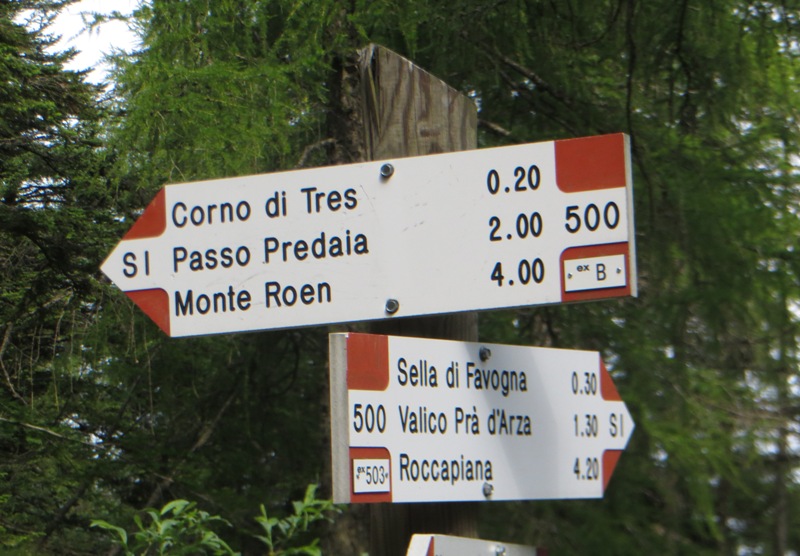 Corno di Tres 0.20
SI Passo Predaia 2.00 500
Monte Roen 4.00 ex B
Sella di Favogna 0.30
500 Valico Prà d'Arza 1.30 SI
ex 503 Roccapiana 4.20